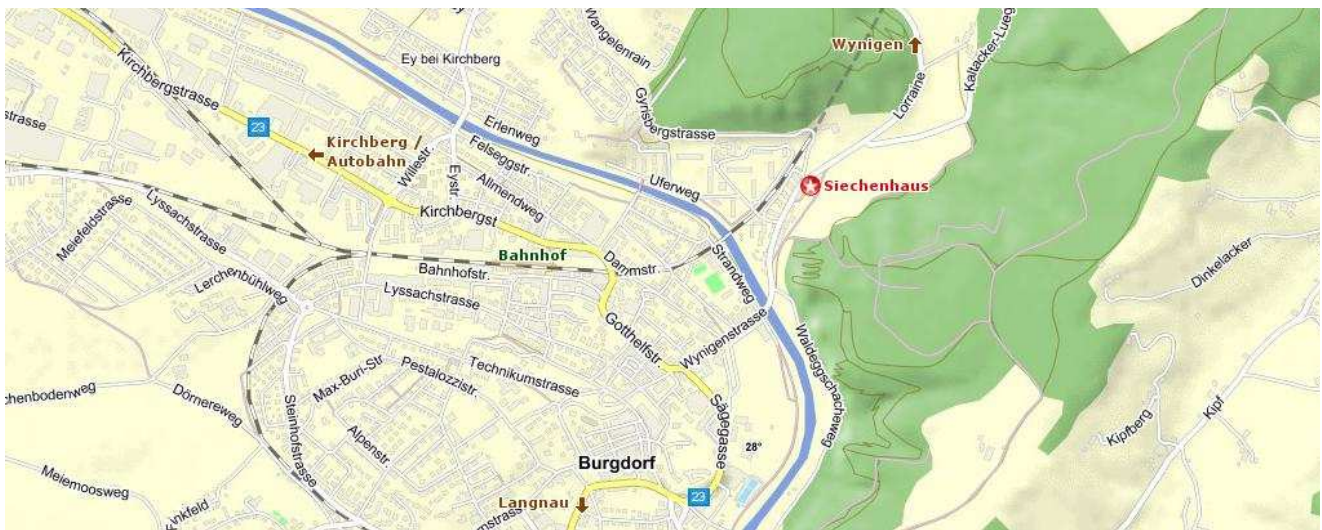 Ey bei Kirchberg
Wangelenrain
Wynigen
Kirchbergstrasse
23
Kirchberg /
Autobahn
Erlenweg
Felseggstr.
Gyrisbergstrasse
Lorraine
Kaltacker-Lueg
strasse
Willestr.
Eystr.
Allmendweg
Uferweg
Siechenhaus
Meiefeldstrasse
Lyssachstrasse
Kirchbergst
Bahnhof
Dammstr.
Strandweg
Dinkelacker
Lerchenbühlweg
Bahnhofstr.
Lyssachstrasse
Gotthelfstr.
Wynigenstrasse
Waldeggschacheweg
Max-Buri-Str
Pestalozzistr.
Technikumstrasse
chenbodenweg
Dörnereweg
Steinhofstrasse
Alpenstr.
Sägegasse
28°
Kipfberg
Kipf
Burgdorf
Meiemoosweg
Langnau
23